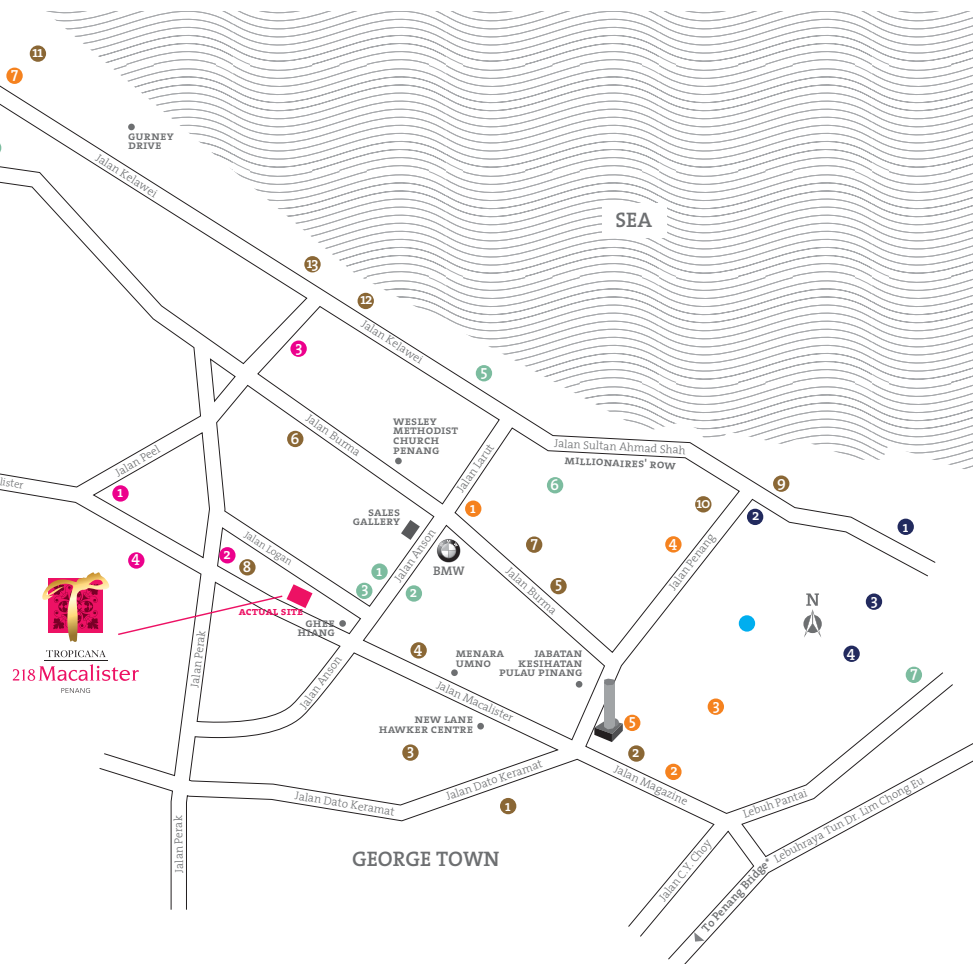 11
7
GURNEY
DRIVE
Jalan Kelawei
SEA
13
12
Jalan Kelawei
3
5
WESLEY
METHODIST
CHURCH
PENANG
Jalan Burma
6
Jalan Larut
Jalan Sultan Ahmad Shah
MILLIONAIRES' ROW
Jalan Peel
lister
1
6
9
10
2
1
SALES
GALLERY
1
4
2
8
Jalan Logan
Jalan Anson
BMW
7
4
Jalan Penang
1
3
2
5
Jalan Burma
ACTUAL SITE
GHEE
HIANG
N
3
4
7
TROPICANA
218 Macalister
PENANG
Jalan Perak
Jalan Anson
4
MENARA
UMNO
JABATAN
KESIHATAN
PULAU PINANG
Jalan Macalister
NEW LANE
HAWKER CENTRE
3
5
3
2
2
Jalan Magazine
Jalan Dato Keramat
Jalan Dato Keramat
1
Lebuh Pantai
Lebuhraya Tun Dr. Lim Chong Eu
Jalan Perak
GEORGE TOWN
Jalan C.Y. Choy
To Penang Bridge